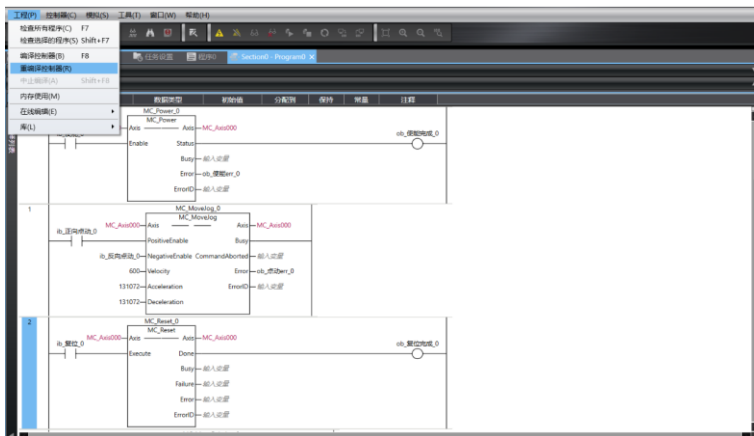 工程(P) 控制器(C) 模拟(S) 工具(T) 窗口(W) 帮助(H)
检查所有程序(C) F7
检查选择的程序(S) Shift+F7
编译控制器(B) F8
重编译控制器(R)
中止编译(A) Shift+F8
内存使用(M)
在线编辑(E)
库(L)
任务设置 程序0 Section0 - Program0 ×
数据类型 初始值 分配到 保持 常量 注释
MC_Power_0
MC_Power
Axis Axis MC_Axis000
ob_使能完成_0
Enable Status
Busy 输入变量
Error ob_使能err_0
ErrorID 输入变量
1
MC_MoveJog_0
MC_MoveJog
ib_正向点动_0 MC_Axis000 Axis Axis MC_Axis000
PositiveEnable Busy
ib_反向点动_0 NegativeEnable CommandAborted 输入变量
600 Velocity Error ob_点动err_0
131072 Acceleration ErrorID 输入变量
131072 Deceleration
2
MC_Reset_0
MC_Reset
ib_复位_0 MC_Axis000 Axis Axis MC_Axis000 ob_复位完成_0
Execute Done
Busy 输入变量
Failure 输入变量
Error 输入变量
ErrorID 输入变量